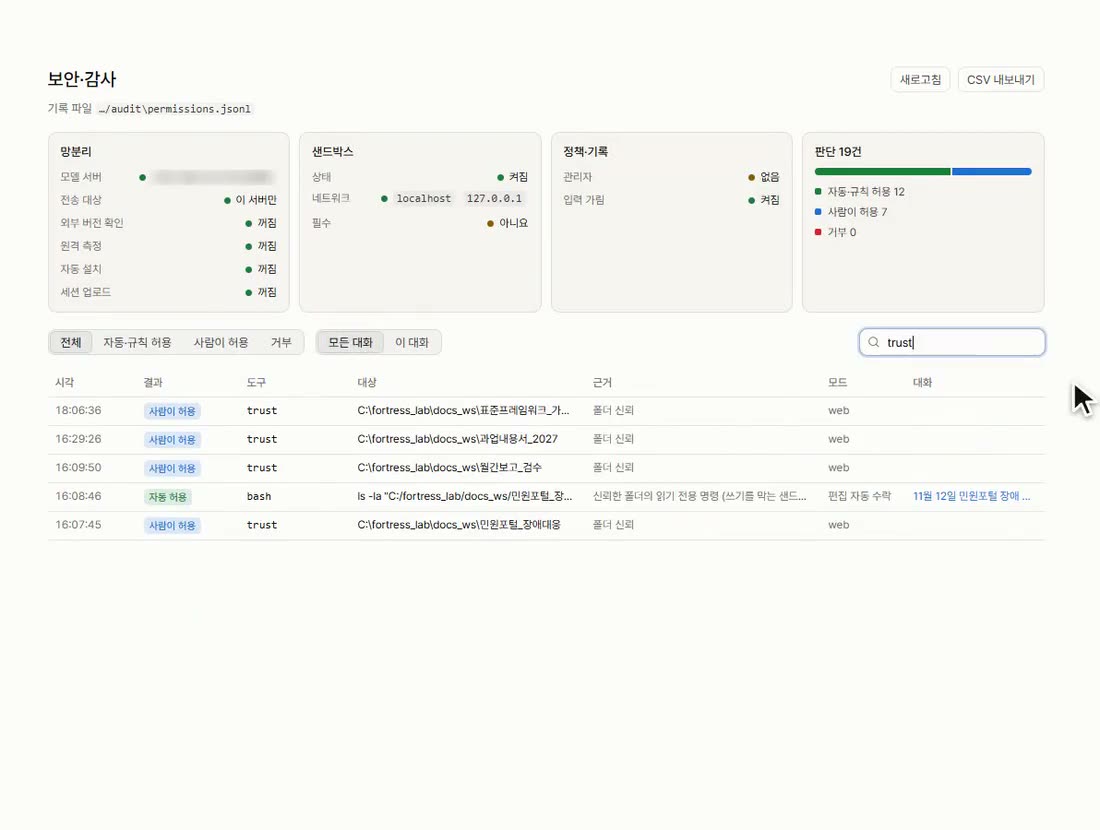 보안·감사
새로고침 CSV 내보내기
기록 파일 …/audit\permissions.jsonl
망분리
모델 서버
전송 대상 이 서버만
외부 버전 확인 꺼짐
원격 측정 꺼짐
자동 설치 꺼짐
세션 업로드 꺼짐
샌드박스
상태 켜짐
네트워크 localhost 127.0.0.1
필수 아니요
정책·기록
관리자 없음
입력 가림 켜짐
판단 19건
자동·규칙 허용 12
사람이 허용 7
거부 0
전체 자동·규칙 허용 사람이 허용 거부 모든 대화 이 대화 trust
시각 결과 도구 대상 근거 모드 대화
18:06:36 사람이 허용 trust C:\fortress_lab\docs_ws\표준프레임워크_가... 폴더 신뢰 web
16:29:26 사람이 허용 trust C:\fortress_lab\docs_ws\과업내용서_2027 폴더 신뢰 web
16:09:50 사람이 허용 trust C:\fortress_lab\docs_ws\월간보고_검수 폴더 신뢰 web
16:08:46 자동 허용 bash ls -la "C:/fortress_lab/docs_ws/민원포털_장... 신뢰한 폴더의 읽기 전용 명령 (쓰기를 막는 샌드... 편집 자동 수락 11월 12일 민원포털 장애 ...
16:07:45 사람이 허용 trust C:\fortress_lab\docs_ws\민원포털_장애대응 폴더 신뢰 web